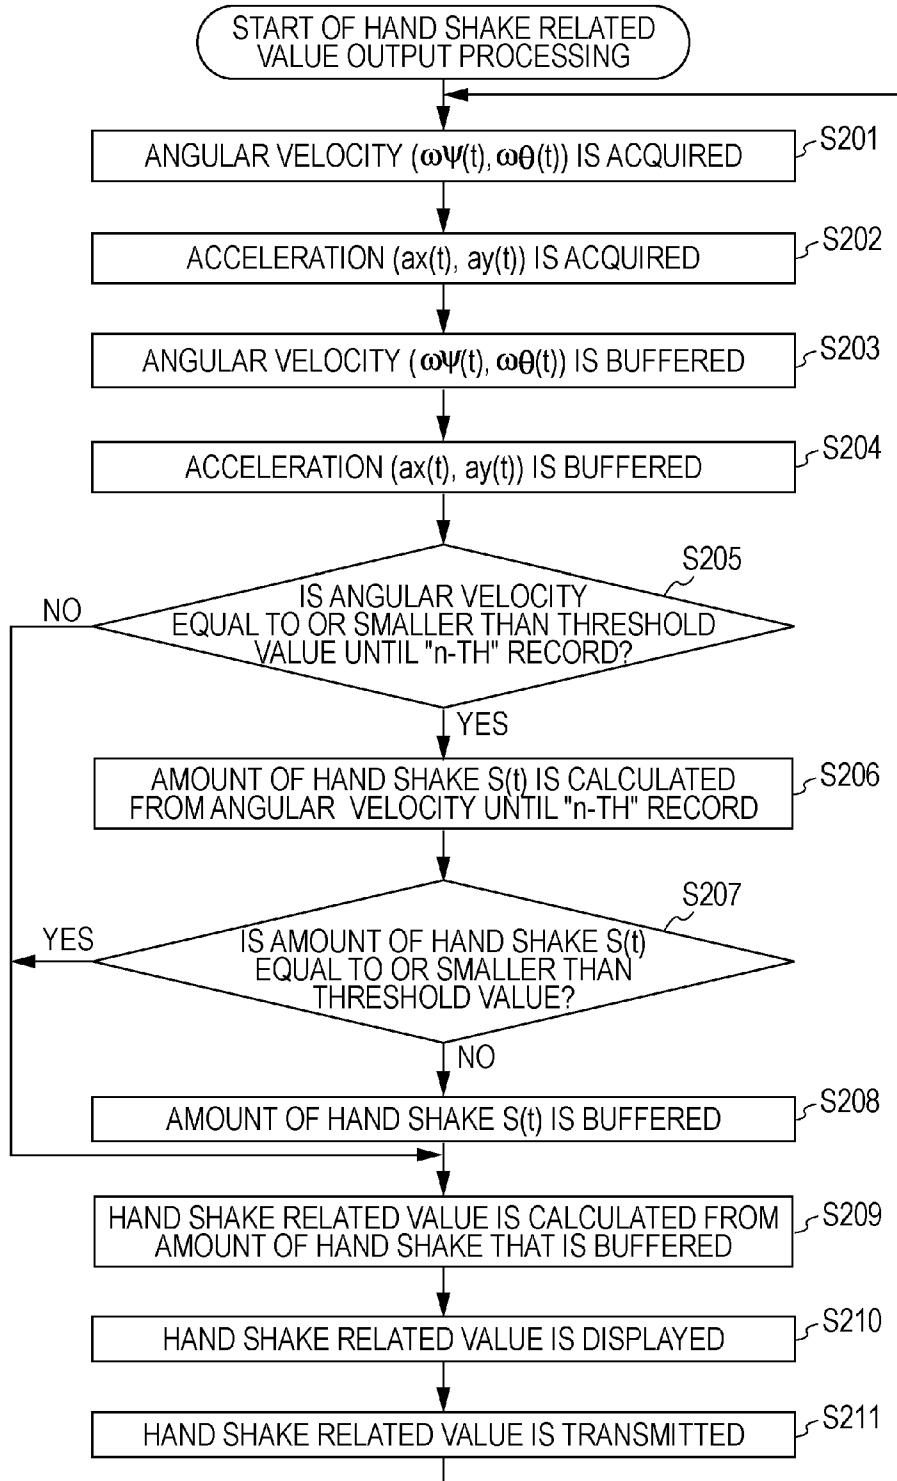 START OF HAND SHAKE RELATED
VALUE OUTPUT PROCESSING
ANGULAR VELOCITY (ωψ(t), ωθ(t)) IS ACQUIRED
S201
ACCELERATION (ax(t), ay(t)) IS ACQUIRED
S202
ANGULAR VELOCITY (ωψ(t), ωθ(t)) IS BUFFERED
S203
ACCELERATION (ax(t), ay(t)) IS BUFFERED
S204
S205
IS ANGULAR VELOCITY
EQUAL TO OR SMALLER THAN THRESHOLD
VALUE UNTIL "n-TH" RECORD?
NO
YES
AMOUNT OF HAND SHAKE S(t) IS CALCULATED
FROM ANGULAR VELOCITY UNTIL "n-TH" RECORD
S206
S207
IS AMOUNT OF HAND SHAKE S(t)
EQUAL TO OR SMALLER THAN
THRESHOLD VALUE?
YES
NO
AMOUNT OF HAND SHAKE S(t) IS BUFFERED
S208
HAND SHAKE RELATED VALUE IS CALCULATED FROM
AMOUNT OF HAND SHAKE THAT IS BUFFERED
S209
HAND SHAKE RELATED VALUE IS DISPLAYED
S210
HAND SHAKE RELATED VALUE IS TRANSMITTED
S211